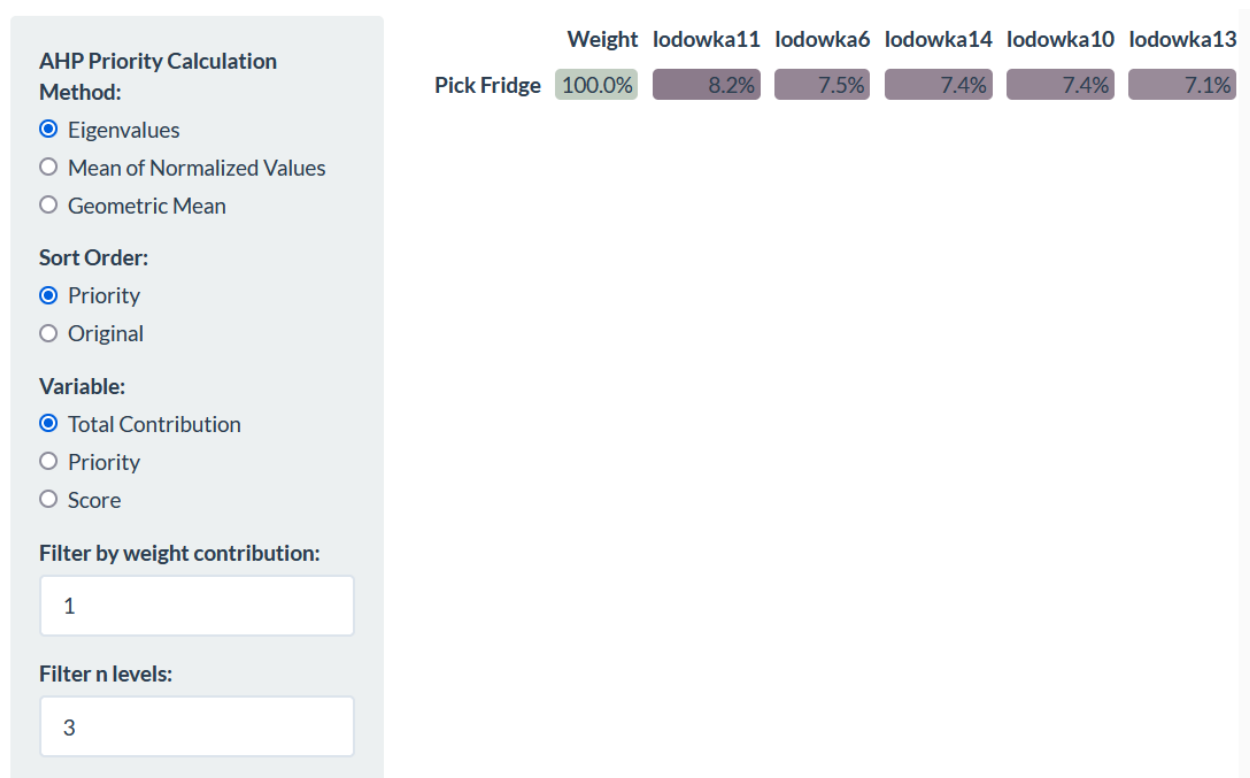 AHP Priority Calculation
Method:
Eigenvalues
Mean of Normalized Values
Geometric Mean
Sort Order:
Priority
Original
Variable:
Total Contribution
Priority
Score
Filter by weight contribution:
1
Filter n levels:
3
Weight lodowka11 lodowka6 lodowka14 lodowka10 lodowka13
Pick Fridge 100.0% 8.2% 7.5% 7.4% 7.4% 7.1%